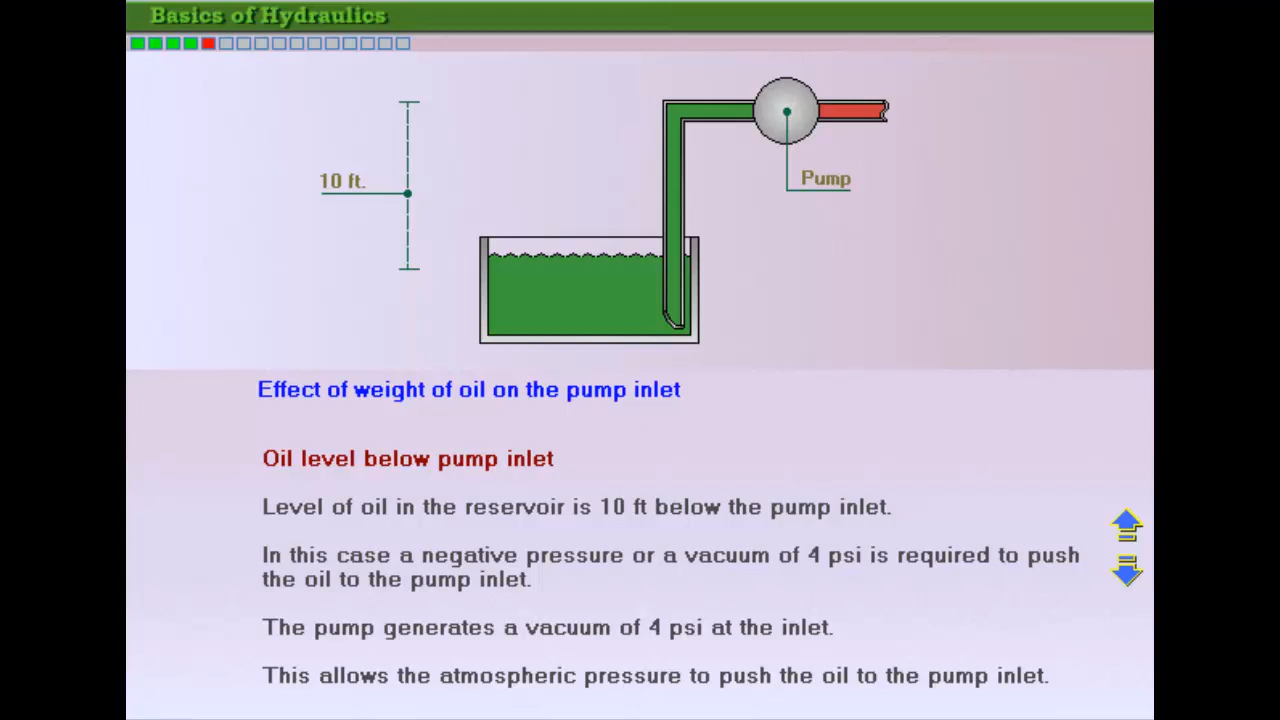 Basics of Hydraulics
10 ft.
Pump
Effect of weight of oil on the pump inlet
Oil level below pump inlet
Level of oil in the reservoir is 10 ft below the pump inlet.
In this case a negative pressure or a vacuum of 4 psi is required to push
the oil to the pump inlet.
The pump generates a vacuum of 4 psi at the inlet.
This allows the atmospheric pressure to push the oil to the pump inlet.